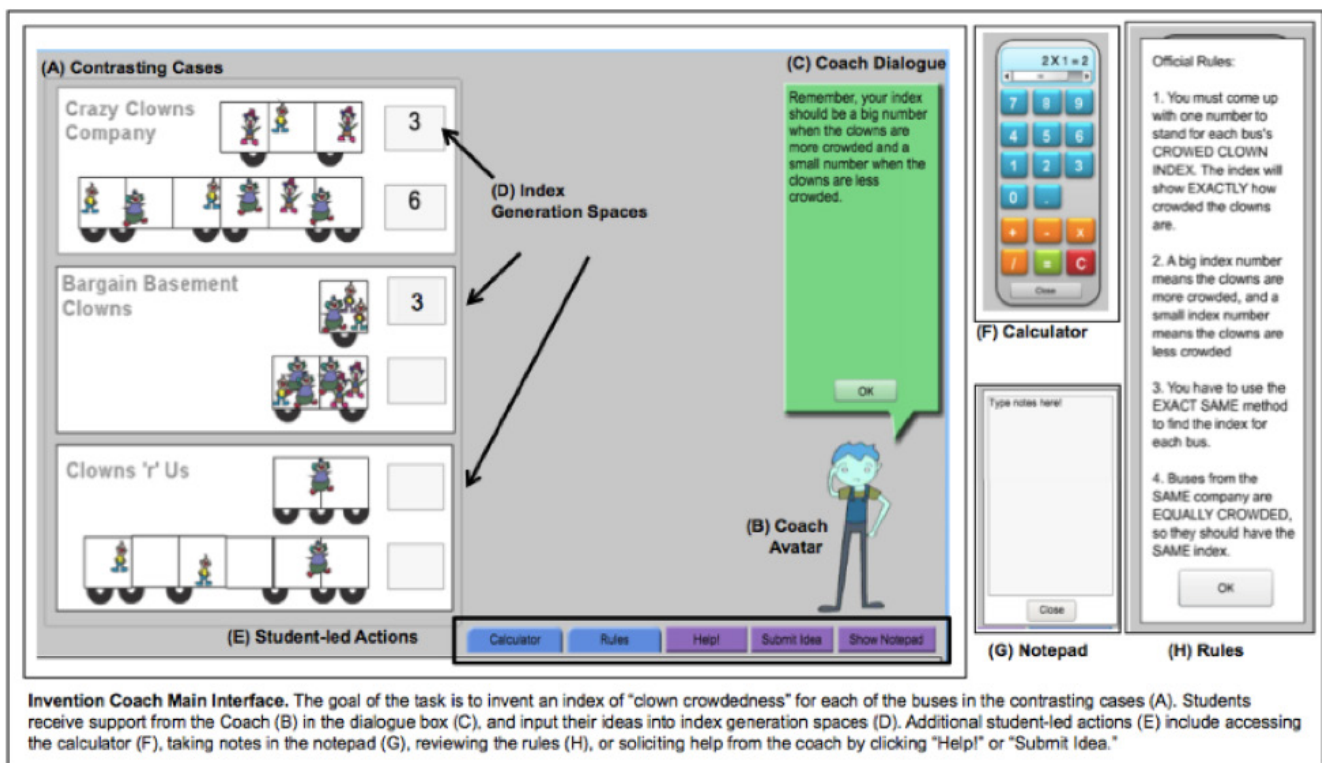 (A) Contrasting Cases
Crazy Clowns
Company
3
6
(D) Index
Generation Spaces
Bargain Basement
Clowns
3
Clowns 'r' Us
(C) Coach Dialogue
Remember, your index
should be a big number
when the clowns are
more crowded and a
small number when the
clowns are less
crowded.
OK
(B) Coach
Avatar
(E) Student-led Actions
Calculator
Rules
Help!
Submit Idea
Show Notepad
2 X 1 = 2
7 8 9
4 5 6
1 2 3
0 .
+ - x
/ = C
Close
(F) Calculator
Type notes here!
Close
(G) Notepad
Official Rules:
1. You must come up
with one number to
stand for each bus's
CROWED CLOWN
INDEX. The index will
show EXACTLY how
crowded the clowns
are.
2. A big index number
means the clowns are
more crowded, and a
small index number
means the clowns are
less crowded
3. You have to use the
EXACT SAME method
to find the index for
each bus.
4. Buses from the
SAME company are
EQUALLY CROWDED,
so they should have the
SAME index.
OK
(H) Rules
Invention Coach Main Interface. The goal of the task is to invent an index of "clown crowdedness" for each of the buses in the contrasting cases (A). Students
receive support from the Coach (B) in the dialogue box (C), and input their ideas into index generation spaces (D). Additional student-led actions (E) include accessing
the calculator (F), taking notes in the notepad (G), reviewing the rules (H), or soliciting help from the coach by clicking "Help!" or "Submit Idea."